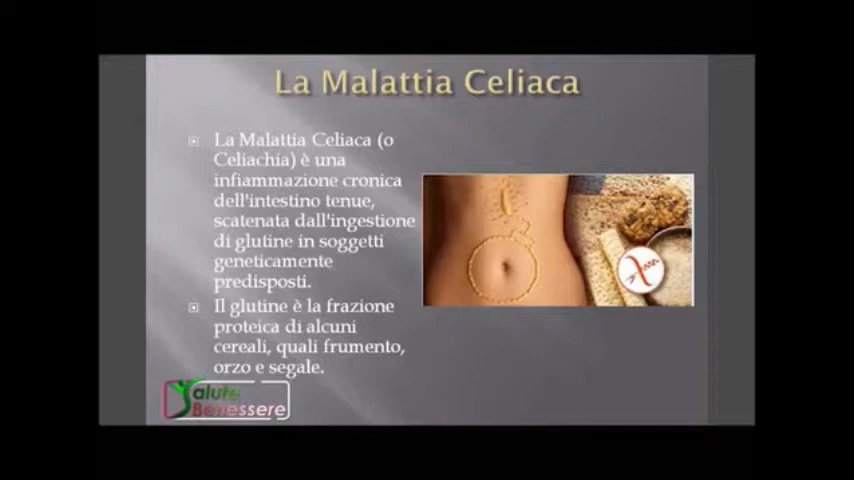 La Malattia Celiaca
La Malattia Celiaca (o
Celiachia) è una
infiammazione cronica
dell'intestino tenue,
scatenata dall'ingestione
di glutine in soggetti
geneticamente
predisposti.
Il glutine è la frazione
proteica di alcuni
cereali, quali frumento,
orzo e segale.
Salute
Benessere